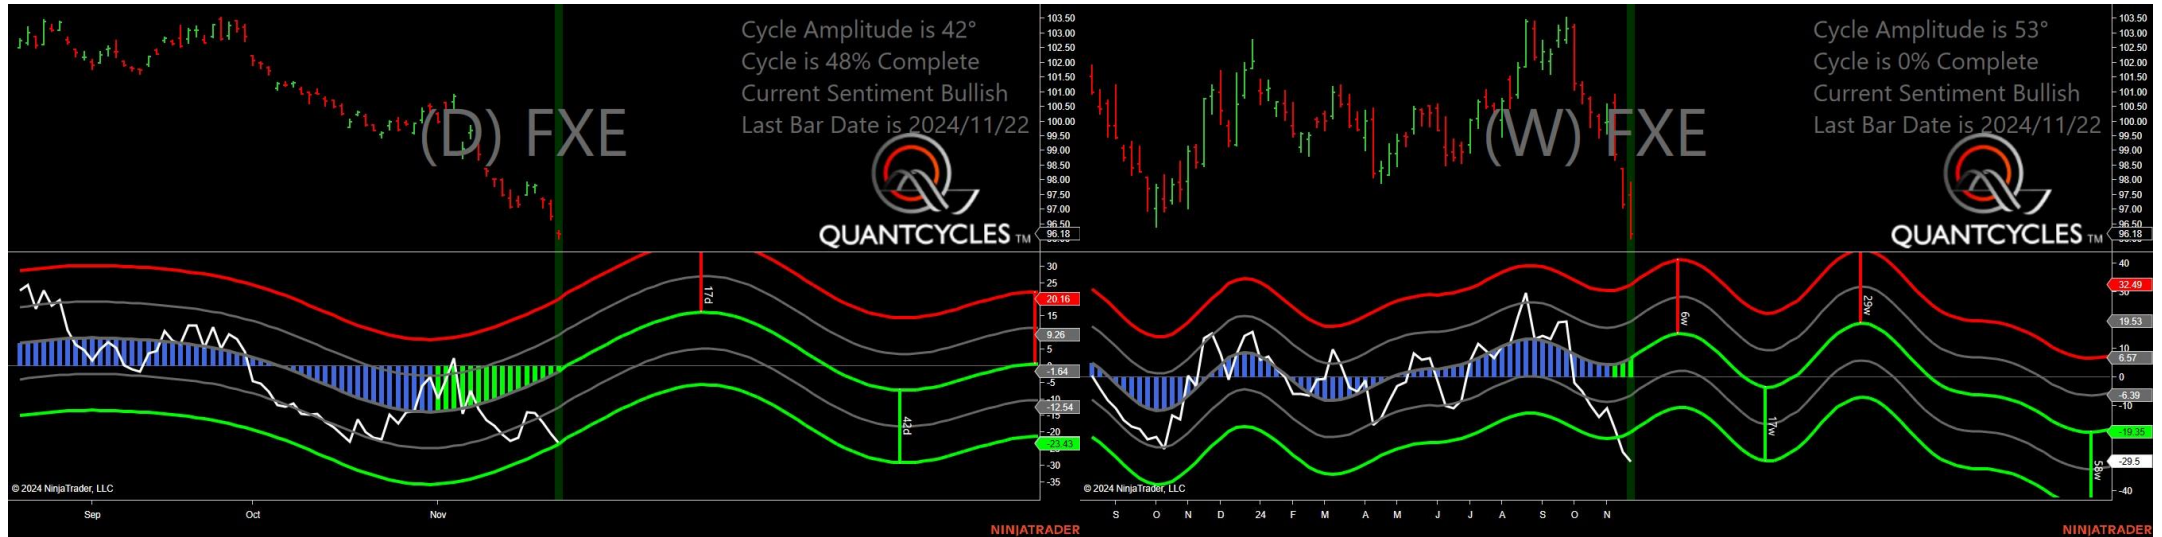 Cycle Amplitude is 42°
Cycle is 48% Complete
Current Sentiment Bullish
Last Bar Date is 2024/11/22
(D) FXE
QUANTCYCLES TM
103.50
103.00
102.50
102.00
101.50
101.00
100.50
100.00
99.50
99.00
98.50
98.00
97.50
97.00
96.50
96.18
30
25
20.16
15
9.26
5
0
-1.64
-5
-10
-12.54
-15
-20
-23.43
-30
-35
17d
42d
© 2024 NinjaTrader, LLC
Sep
Oct
Nov
NINJATRADER
Cycle Amplitude is 53°
Cycle is 0% Complete
Current Sentiment Bullish
Last Bar Date is 2024/11/22
(W) FXE
QUANTCYCLES TM
103.50
103.00
102.50
102.00
101.50
101.00
100.50
100.00
99.50
99.00
98.50
98.00
97.50
97.00
96.50
96.18
40
32.49
30
19.53
10
6.57
0
-6.39
-10
-19.35
-29.5
-40
6w
17w
29w
58w
© 2024 NinjaTrader, LLC
S O N D 24 F M A M J J A S O N
NINJATRADER